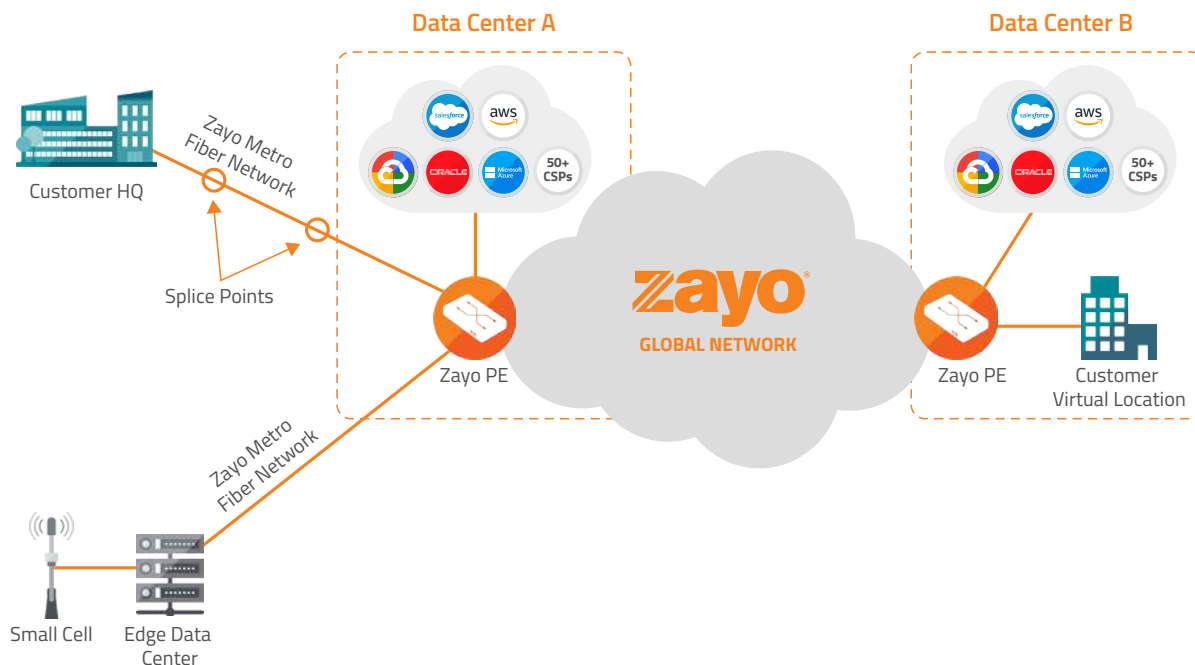 Data Center A
Data Center B
salesforce
aws
ORACLE
Microsoft
Azure
50+
CSPs
salesforce
aws
ORACLE
Microsoft
Azure
50+
CSPs
Customer HQ
Zayo Metro
Fiber Network
Splice Points
zayo®
GLOBAL NETWORK
Zayo PE
Zayo PE
Customer
Virtual Location
Zayo Metro
Fiber Network
Small Cell
Edge Data
Center